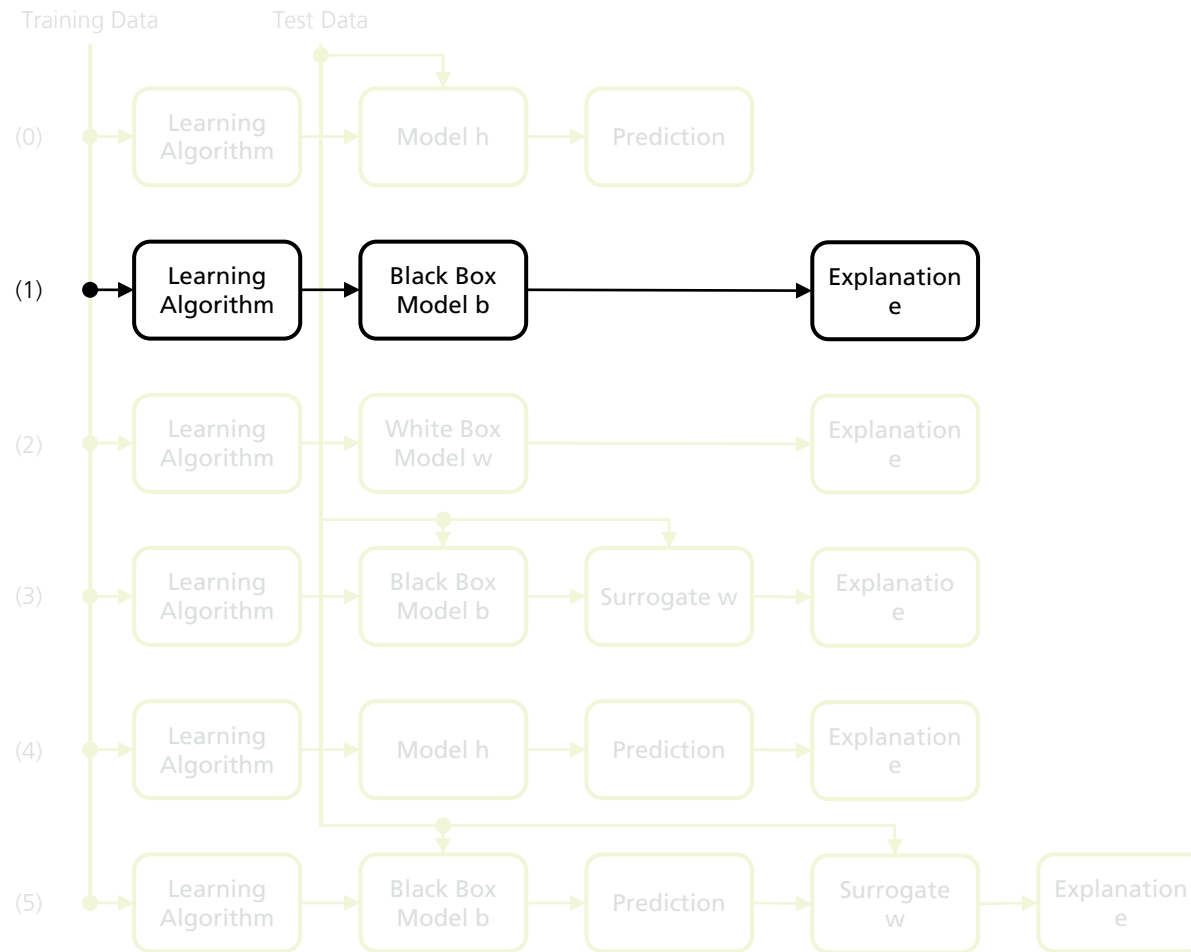 Training Data
Test Data
(0)
Learning
Algorithm
Model h
Prediction
(1)
Learning
Algorithm
Black Box
Model b
Explanation
e
(2)
Learning
Algorithm
White Box
Model w
Explanation
e
(3)
Learning
Algorithm
Black Box
Model b
Surrogate w
Explanatio
e
(4)
Learning
Algorithm
Model h
Prediction
Explanation
e
(5)
Learning
Algorithm
Black Box
Model b
Prediction
Surrogate
w
Explanation
e